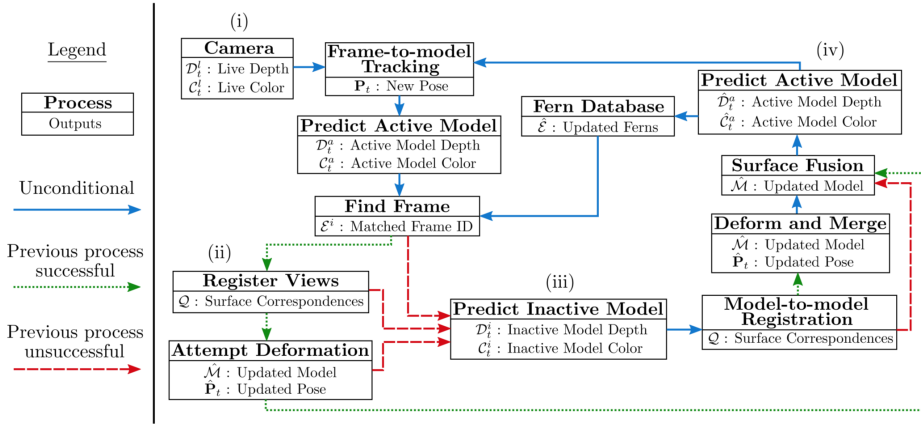 Legend
Process
Outputs
Unconditional
Previous process
successful
Previous process
unsuccessful
(i)
Camera
𝒟ₜˡ : Live Depth
𝒞ₜˡ : Live Color
Frame-to-model
Tracking
𝐏ₜ : New Pose
Predict Active Model
𝒟ₜᵃ : Active Model Depth
𝒞ₜᵃ : Active Model Color
Find Frame
ℰⁱ : Matched Frame ID
Fern Database
ℰ̂ : Updated Ferns
(ii)
Register Views
𝒬 : Surface Correspondences
Attempt Deformation
ℳ̂ : Updated Model
𝐏̂ₜ : Updated Pose
(iii)
Predict Inactive Model
𝒟ₜⁱ : Inactive Model Depth
𝒞ₜⁱ : Inactive Model Color
(iv)
Predict Active Model
𝒟̂ₜᵃ : Active Model Depth
𝒞̂ₜᵃ : Active Model Color
Surface Fusion
ℳ̂ : Updated Model
Deform and Merge
ℳ̂ : Updated Model
𝐏̂ₜ : Updated Pose
Model-to-model
Registration
𝒬 : Surface Correspondences